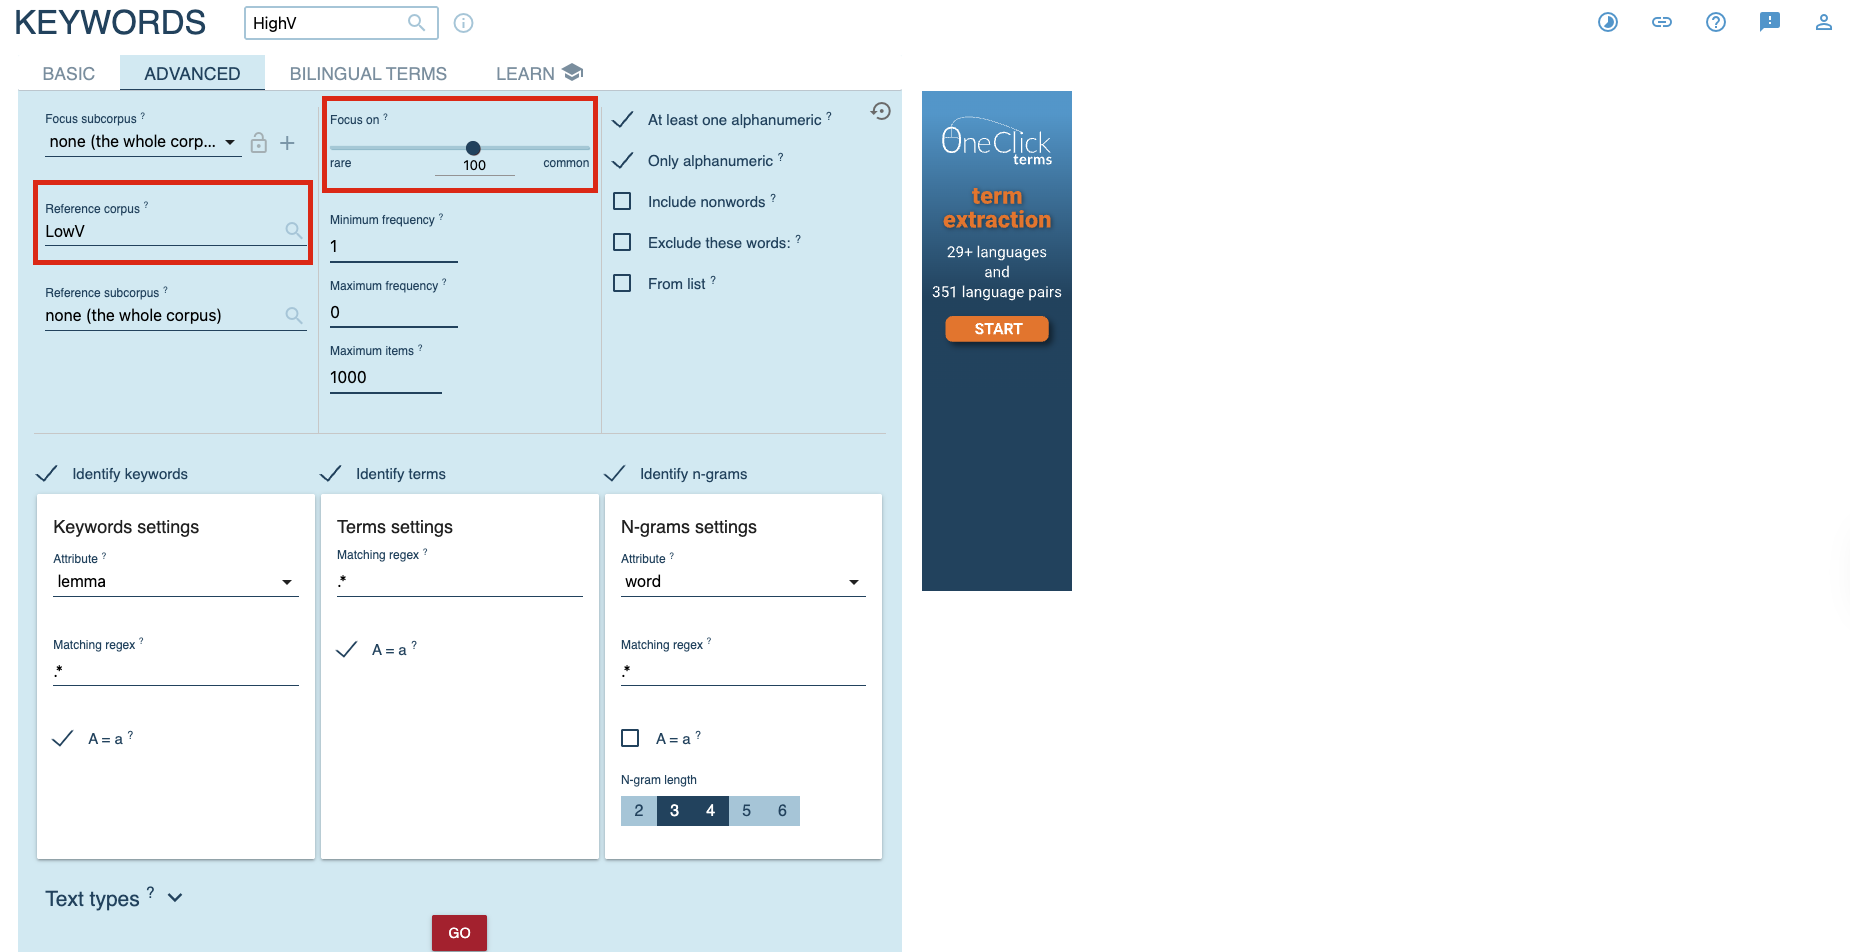 KEYWORDS
HighV
BASIC
ADVANCED
BILINGUAL TERMS
LEARN
Focus subcorpus ?
none (the whole corp...
Reference corpus ?
LowV
Reference subcorpus ?
none (the whole corpus)
Focus on ?
rare
100
common
Minimum frequency ?
1
Maximum frequency ?
0
Maximum items ?
1000
At least one alphanumeric ?
Only alphanumeric ?
Include nonwords ?
Exclude these words: ?
From list ?
Identify keywords
Keywords settings
Attribute ?
lemma
Matching regex ?
.*
A = a ?
Identify terms
Terms settings
Matching regex ?
.*
A = a ?
Identify n-grams
N-grams settings
Attribute ?
word
Matching regex ?
.*
A = a ?
N-gram length
2 3 4 5 6
Text types ?
GO
OneClick
terms
term
extraction
29+ languages
and
351 language pairs
START